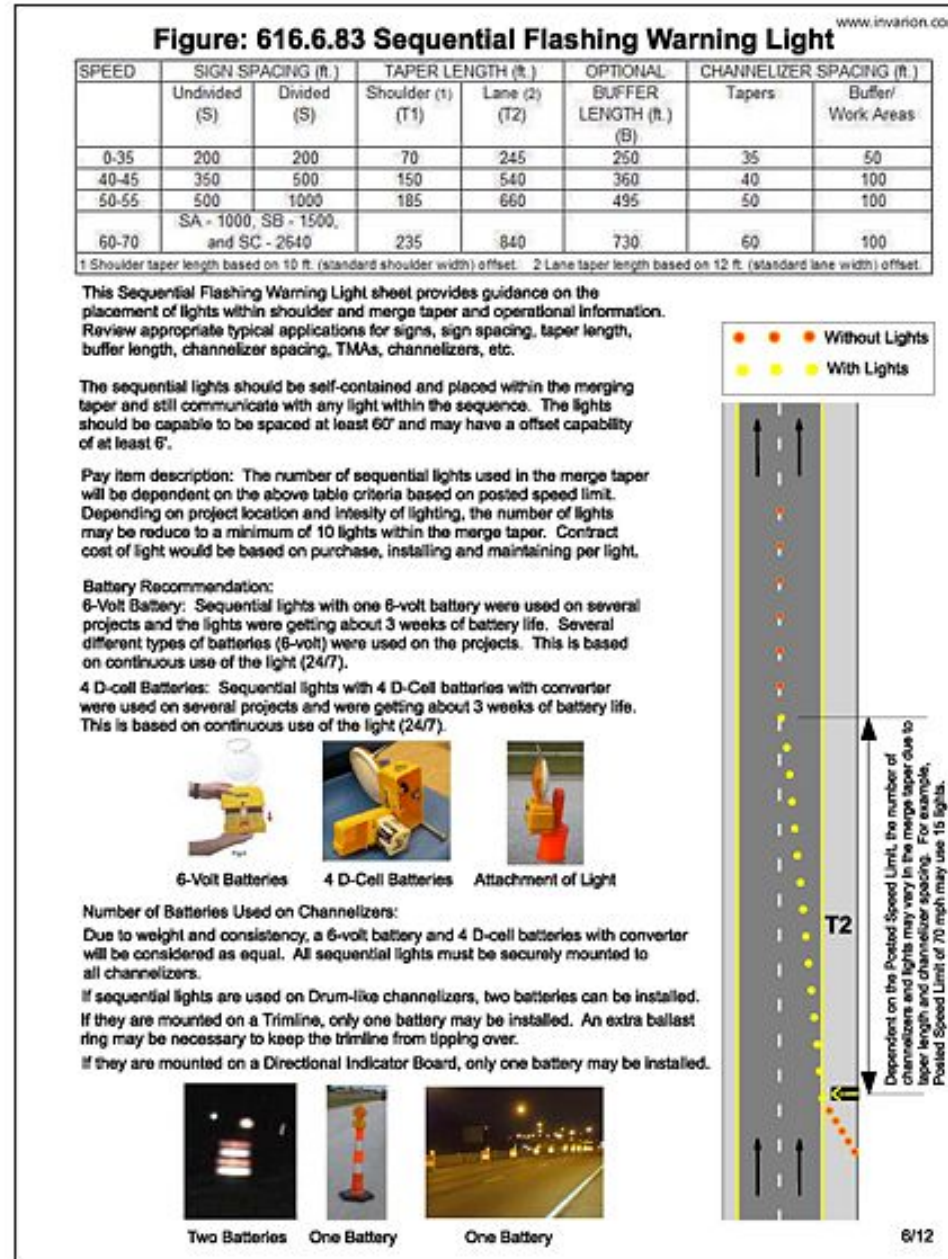 www.invarion.co
Figure: 616.6.83 Sequential Flashing Warning Light
SPEED SIGN SPACING (ft.) TAPER LENGTH (ft.) OPTIONAL BUFFER LENGTH (ft.) (B) CHANNELIZER SPACING (ft.)
Undivided (S) Divided (S) Shoulder (1) (T1) Lane (2) (T2) Tapers Buffer/ Work Areas
0-35 200 200 70 245 250 35 50
40-45 350 500 150 540 360 40 100
50-55 500 1000 185 660 495 50 100
60-70 SA - 1000, SB - 1500, and SC - 2640 235 840 730 60 100
1 Shoulder taper length based on 10 ft. (standard shoulder width) offset. 2 Lane taper length based on 12 ft. (standard lane width) offset.
This Sequential Flashing Warning Light sheet provides guidance on the
placement of lights within shoulder and merge taper and operational information.
Review appropriate typical applications for signs, sign spacing, taper length,
buffer length, channelizer spacing, TMAs, channelizers, etc.
The sequential lights should be self-contained and placed within the merging
taper and still communicate with any light within the sequence. The lights
should be capable to be spaced at least 60' and may have a offset capability
of at least 6'.
Pay item description: The number of sequential lights used in the merge taper
will be dependent on the above table criteria based on posted speed limit.
Depending on project location and intesity of lighting, the number of lights
may be reduce to a minimum of 10 lights within the merge taper. Contract
cost of light would be based on purchase, installing and maintaining per light.
Battery Recommendation:
6-Volt Battery: Sequential lights with one 6-volt battery were used on several
projects and the lights were getting about 3 weeks of battery life. Several
different types of batteries (6-volt) were used on the projects. This is based
on continuous use of the light (24/7).
4 D-cell Batteries: Sequential lights with 4 D-Cell batteries with converter
were used on several projects and were getting about 3 weeks of battery life.
This is based on continuous use of the light (24/7).
6-Volt Batteries 4 D-Cell Batteries Attachment of Light
Number of Batteries Used on Channelizers:
Due to weight and consistency, a 6-volt battery and 4 D-cell batteries with converter
will be considered as equal. All sequential lights must be securely mounted to
all channelizers.
If sequential lights are used on Drum-like channelizers, two batteries can be installed.
If they are mounted on a Trimline, only one battery may be installed. An extra ballast
ring may be necessary to keep the trimline from tipping over.
If they are mounted on a Directional Indicator Board, only one battery may be installed.
Two Batteries One Battery One Battery
Without Lights
With Lights
T2
Dependent on the Posted Speed Limit, the number of
channelizers and lights may vary in the merge taper due to
taper length and channelizer spacing. For example,
Posted Speed Limit of 70 mph may use 15 lights.
6/12